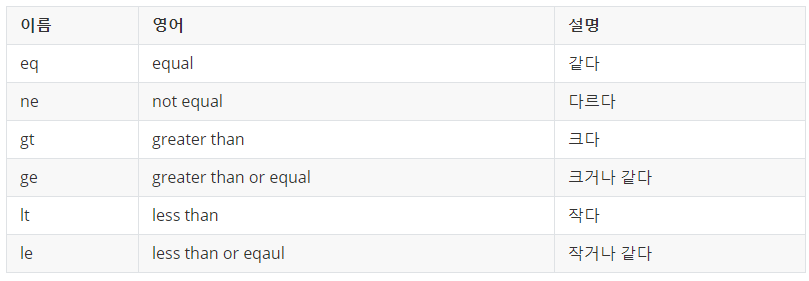 이름 영어 설명
eq equal 같다
ne not equal 다르다
gt greater than 크다
ge greater than or equal 크거나 같다
lt less than 작다
le less than or eqaul 작거나 같다